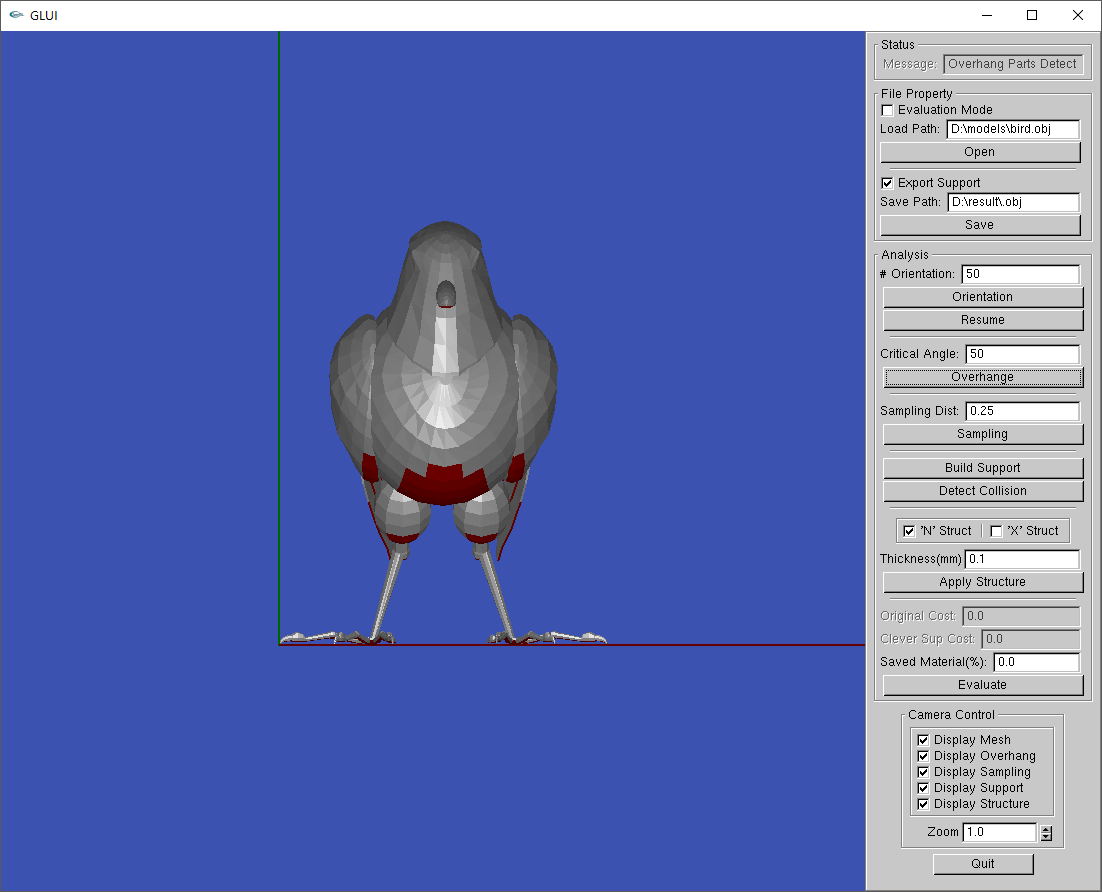 GLUI
Status
Message: Overhang Parts Detect
File Property
Evaluation Mode
Load Path: D:\models\bird.obj
Open
Export Support
Save Path: D:\result\.obj
Save
Analysis
# Orientation: 50
Orientation
Resume
Critical Angle: 50
Overhange
Sampling Dist: 0.25
Sampling
Build Support
Detect Collision
'N' Struct 'X' Struct
Thickness(mm) 0.1
Apply Structure
Original Cost: 0.0
Clever Sup Cost: 0.0
Saved Material(%): 0.0
Evaluate
Camera Control
Display Mesh
Display Overhang
Display Sampling
Display Support
Display Structure
Zoom 1.0
Quit